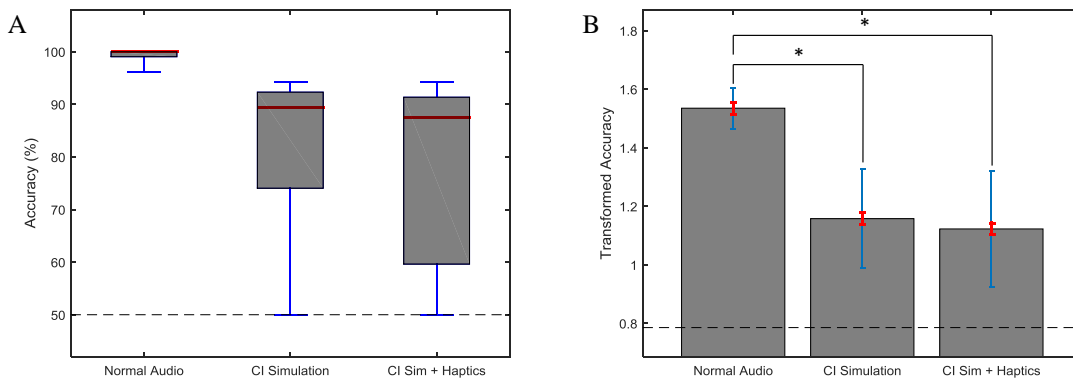 A
Accuracy (%)
100
90
80
70
60
50
Normal Audio
CI Simulation
CI Sim + Haptics
B
Transformed Accuracy
1.8
1.6
1.4
1.2
1
0.8
*
*
Normal Audio
CI Simulation
CI Sim + Haptics